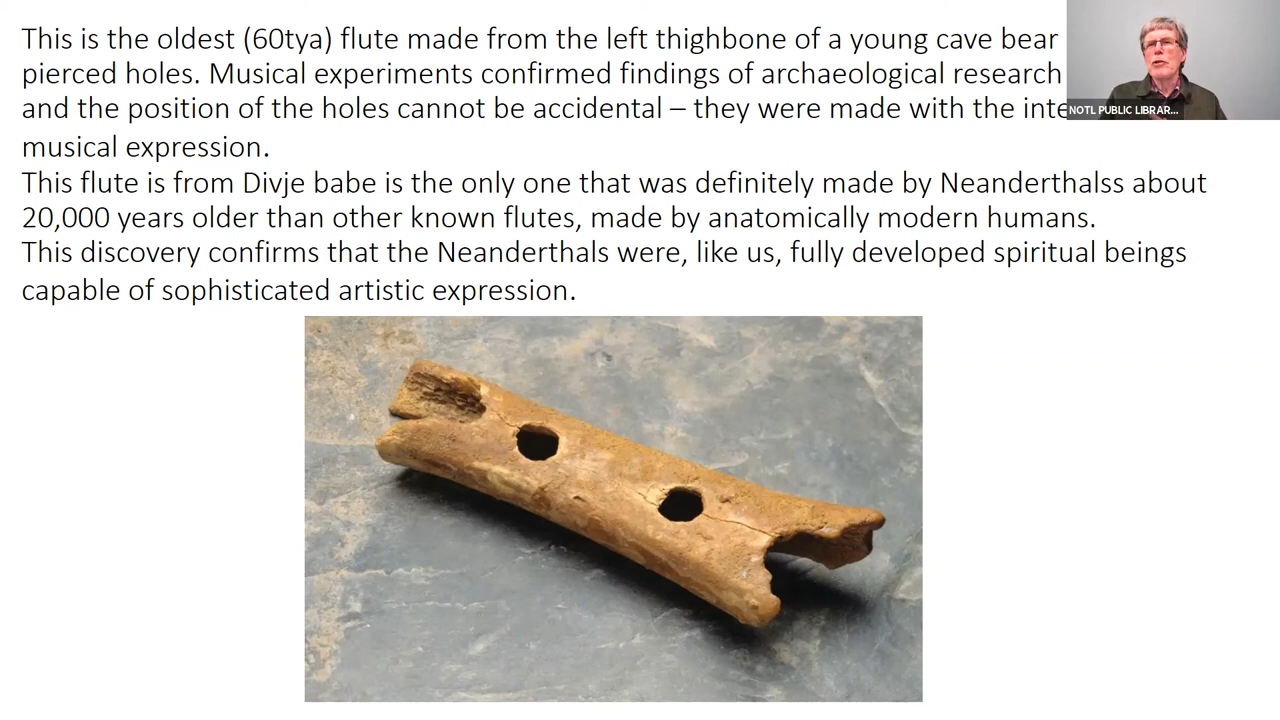 This is the oldest (60tya) flute made from the left thighbone of a young cave bear
pierced holes. Musical experiments confirmed findings of archaeological research
and the position of the holes cannot be accidental – they were made with the inte
musical expression.
This flute is from Divje babe is the only one that was definitely made by Neanderthalss about
20,000 years older than other known flutes, made by anatomically modern humans.
This discovery confirms that the Neanderthals were, like us, fully developed spiritual beings
capable of sophisticated artistic expression.
NOTL PUBLIC LIBRAR...